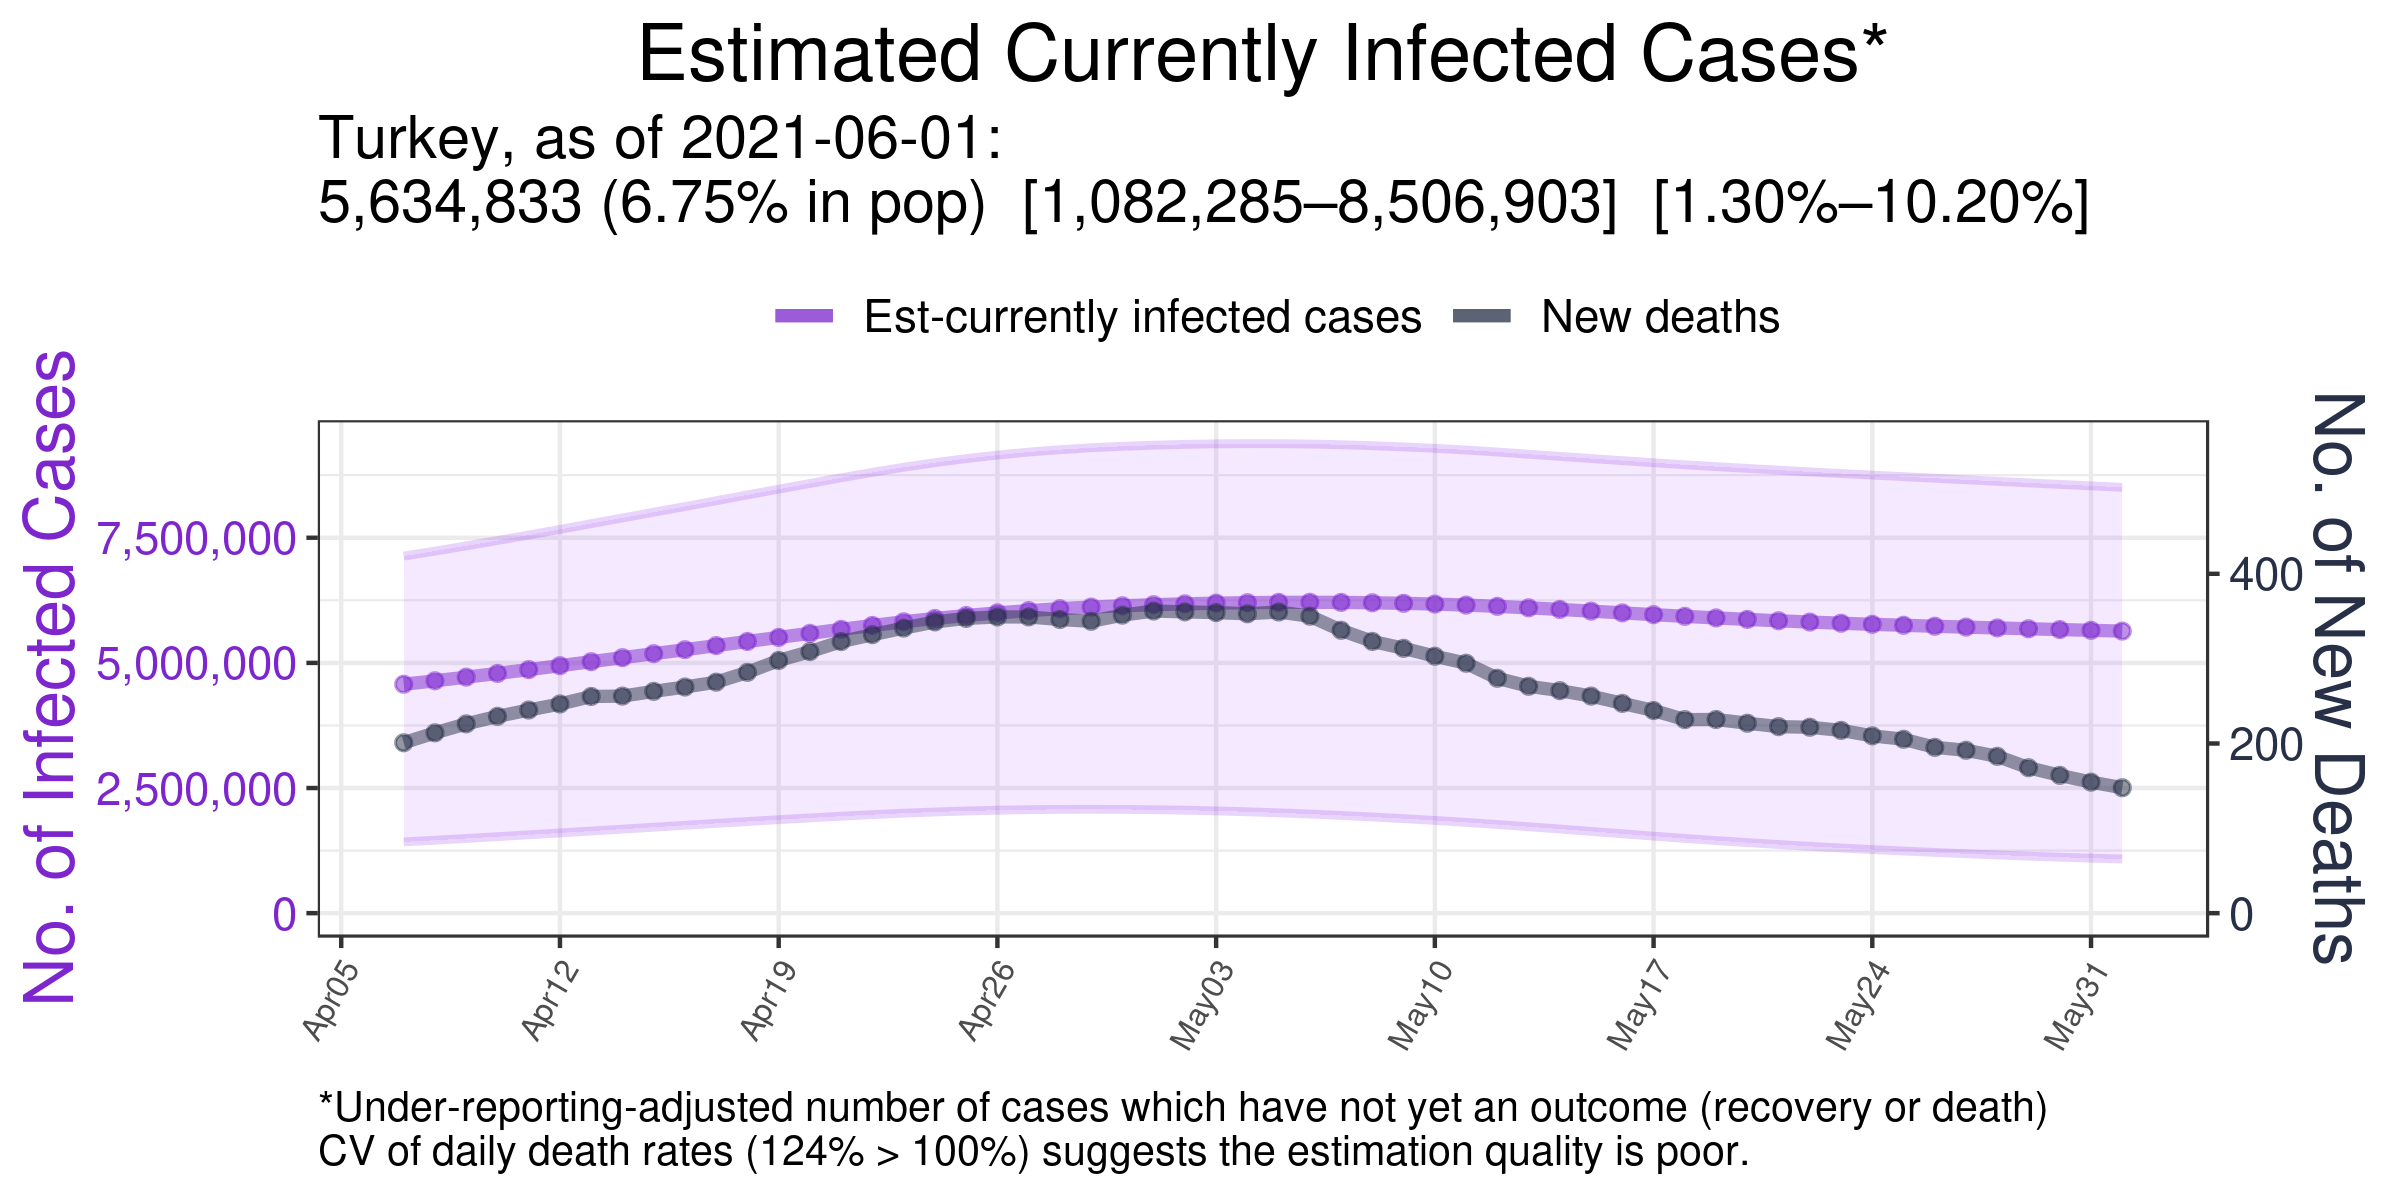 Estimated Currently Infected Cases*
Turkey, as of 2021-06-01:
5,634,833 (6.75% in pop) [1,082,285–8,506,903] [1.30%–10.20%]
Est-currently infected cases New deaths
No. of Infected Cases
7,500,000
5,000,000
2,500,000
0
400
200
0
No. of New Deaths
Apr05 Apr12 Apr19 Apr26 May03 May10 May17 May24 May31
*Under-reporting-adjusted number of cases which have not yet an outcome (recovery or death)
CV of daily death rates (124% > 100%) suggests the estimation quality is poor.